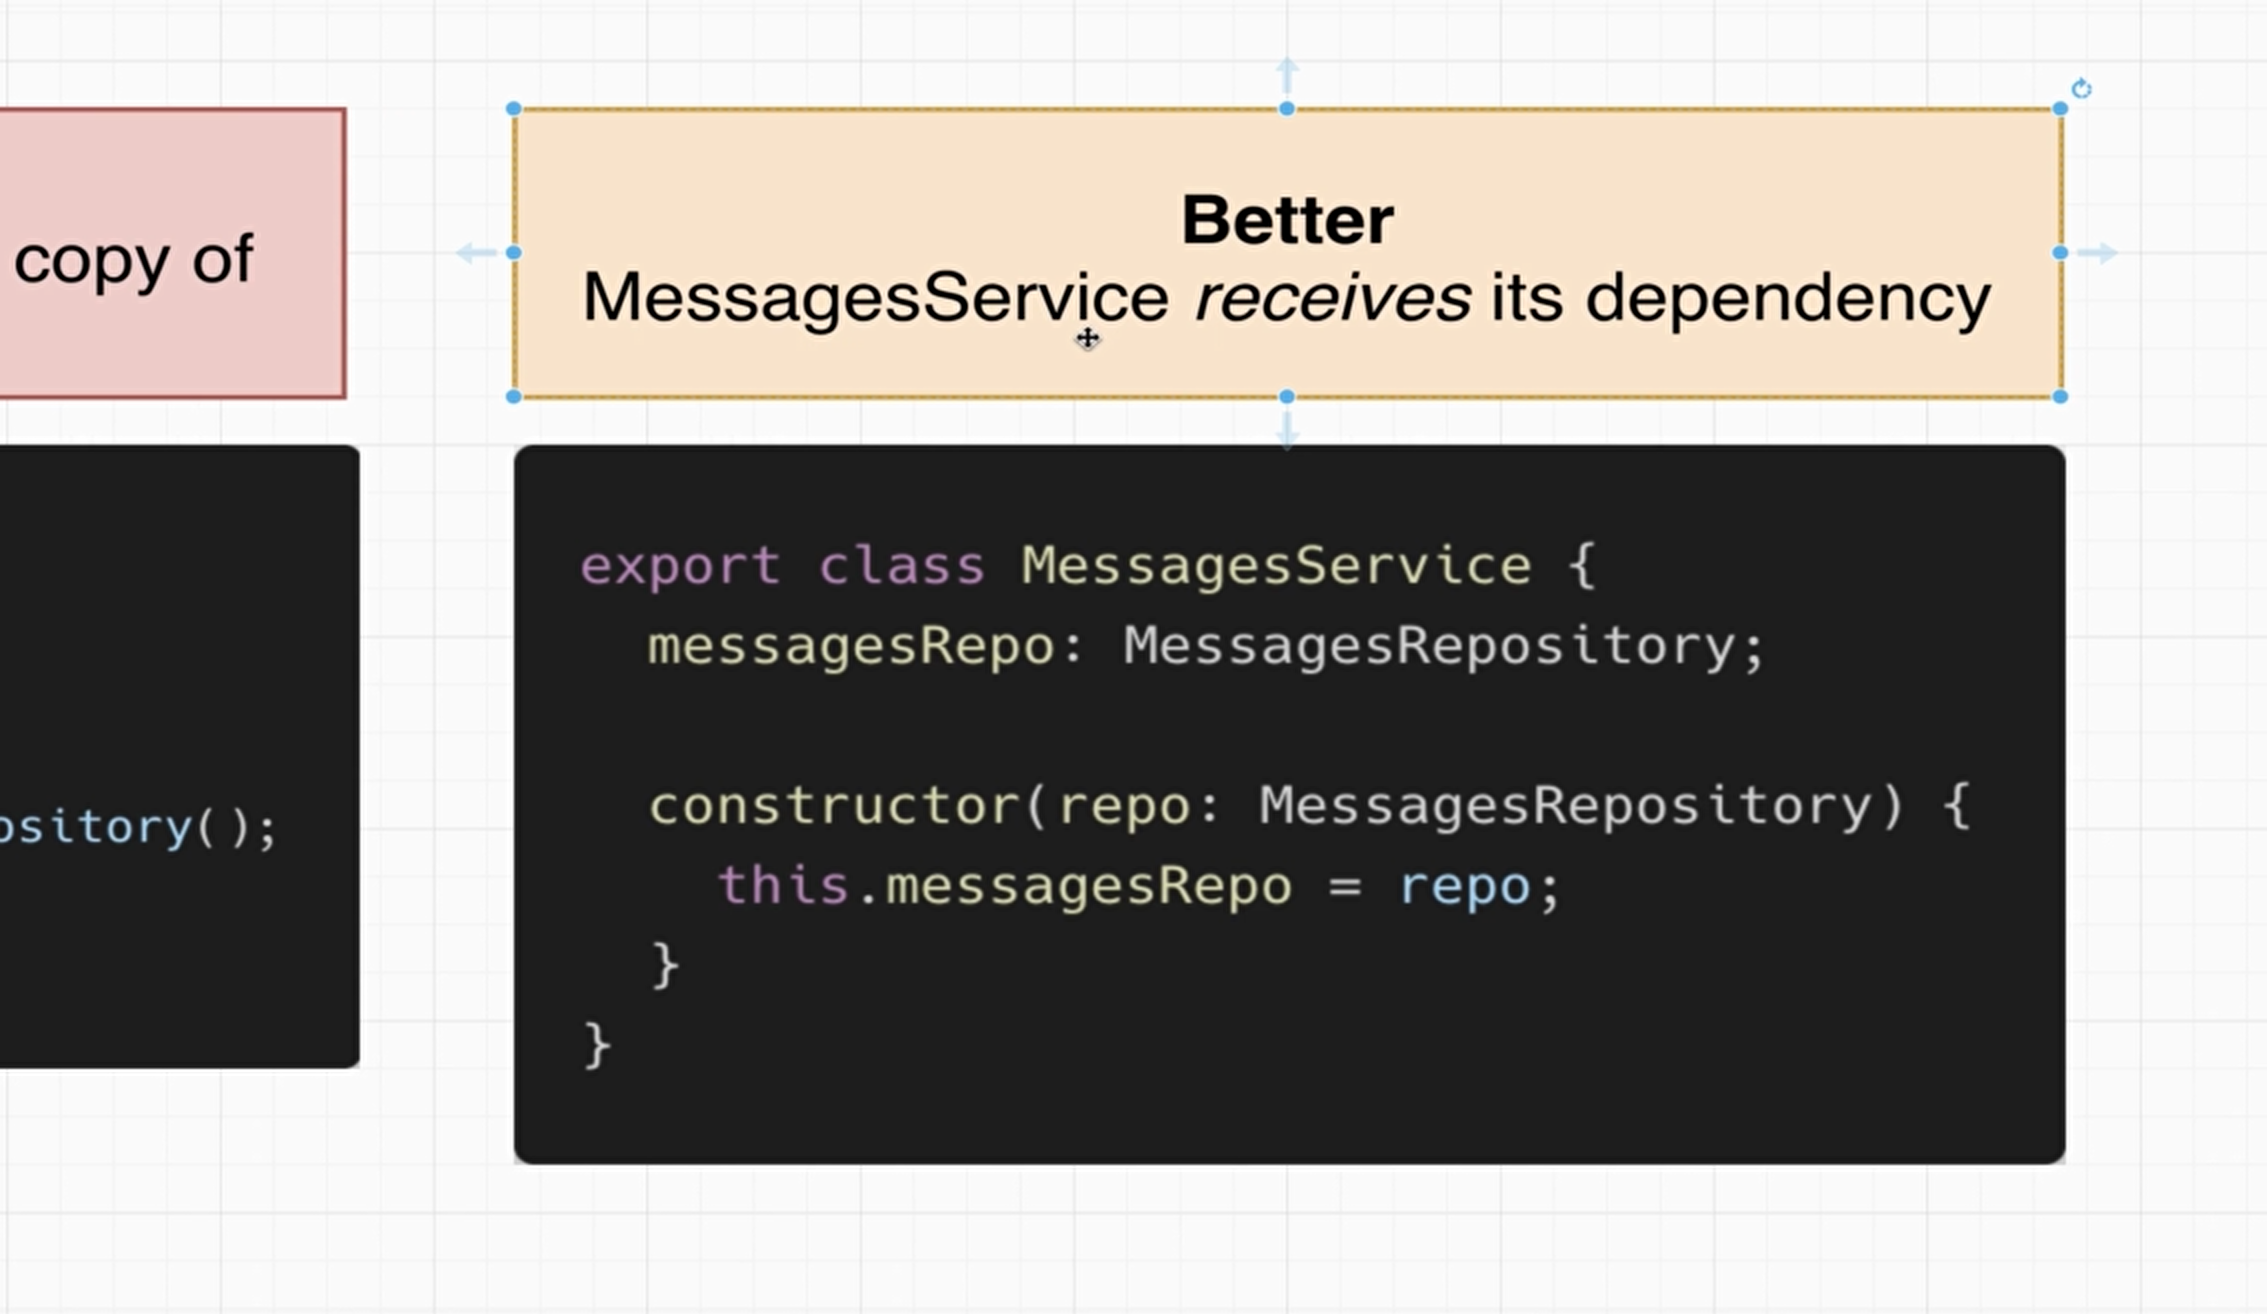 copy of
Better
MessagesService receives its dependency
ository();
export class MessagesService {
messagesRepo: MessagesRepository;
constructor(repo: MessagesRepository) {
this.messagesRepo = repo;
}
}